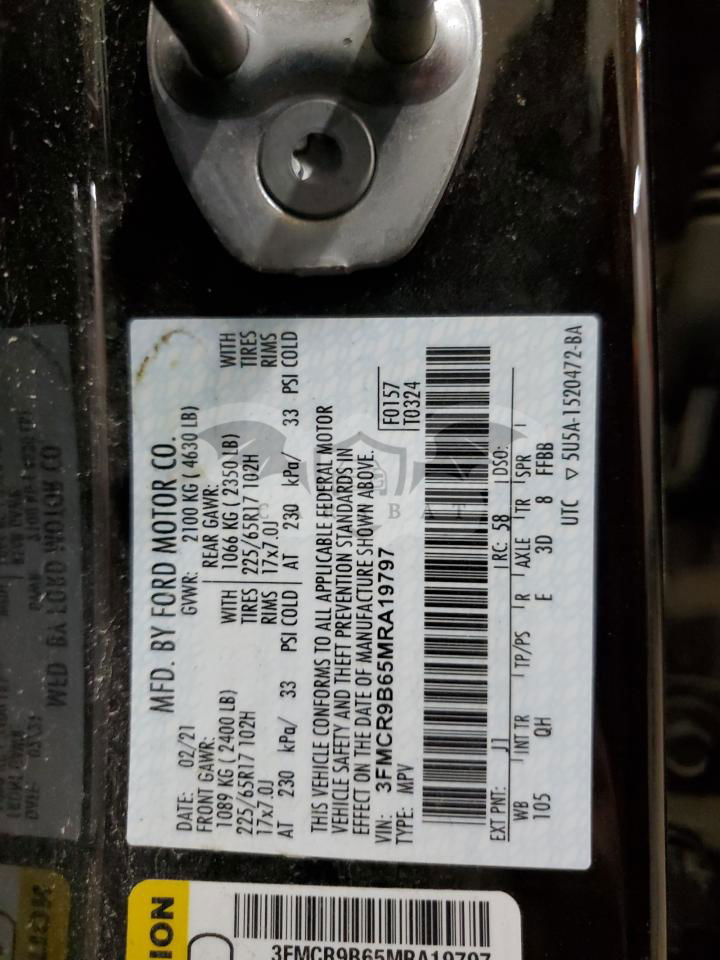 MFD. BY FORD MOTOR CO.
DATE: 02/21 GVWR: 2100 KG ( 4630 LB)
FRONT GAWR: REAR GAWR:
1089 KG ( 2400 LB) WITH 1066 KG ( 2350 LB) WITH
225/65R17 102H TIRES 225/65R17 102H TIRES
17x7.0J RIMS 17x7.0J RIMS
AT 230 kPa/ 33 PSI COLD AT 230 kPa/ 33 PSI COLD
THIS VEHICLE CONFORMS TO ALL APPLICABLE FEDERAL MOTOR
VEHICLE SAFETY AND THEFT PREVENTION STANDARDS IN
EFFECT ON THE DATE OF MANUFACTURE SHOWN ABOVE.
VIN: 3FMCR9B65MRA19797 F0157
TYPE: MPV T0324
EXT PNT: J1 RC: 58 DSO:
WB INT TR TP/PS R AXLE TR SPR
105 QH E 3D 8 FFBB
UTC ▽ 5U5A-1520472-BA
3FMCR9B65MRA19797